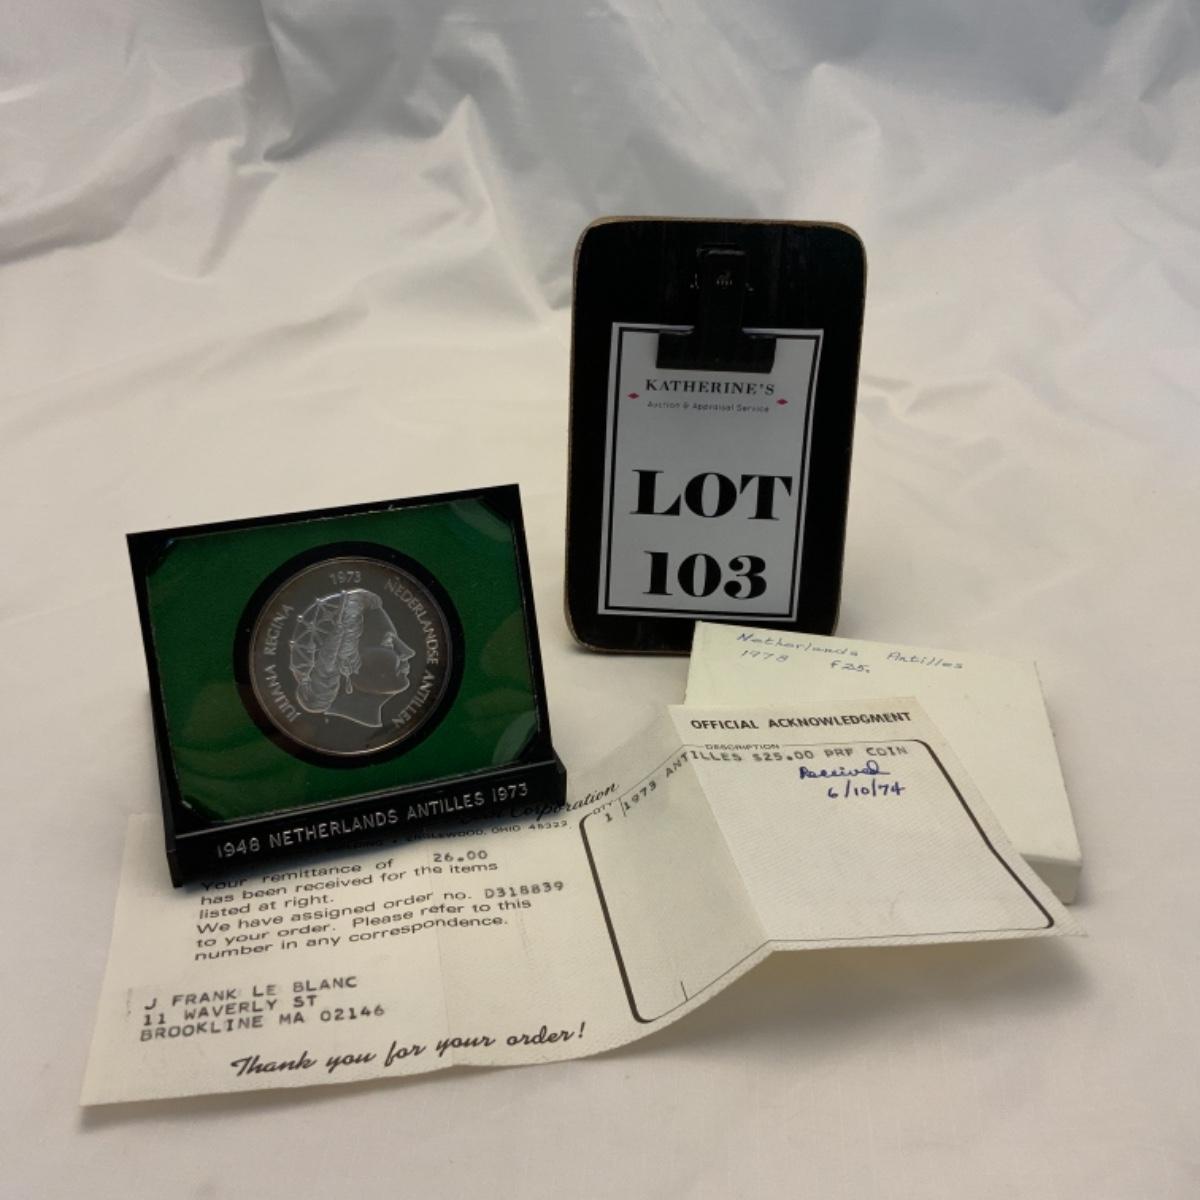 KATHERINE'S
Auction & Appraisal Service
LOT
103
1973
JULIANA REGINA
NEDERLANDSE ANTILLEN
1948 NETHERLANDS ANTILLES 1973
Netherlands Antilles
1978 f25.
OFFICIAL ACKNOWLEDGMENT
DESCRIPTION
QTY
1 1973 ANTILLES $25.00 PRF COIN
Received
6/10/74
Corporation
ENGLEWOOD, OHIO 45322
Your remittance of 26.00
has been received for the items
listed at right.
We have assigned order no. D318839
to your order. Please refer to this
number in any correspondence.
J FRANK LE BLANC
11 WAVERLY ST
BROOKLINE MA 02146
Thank you for your order!